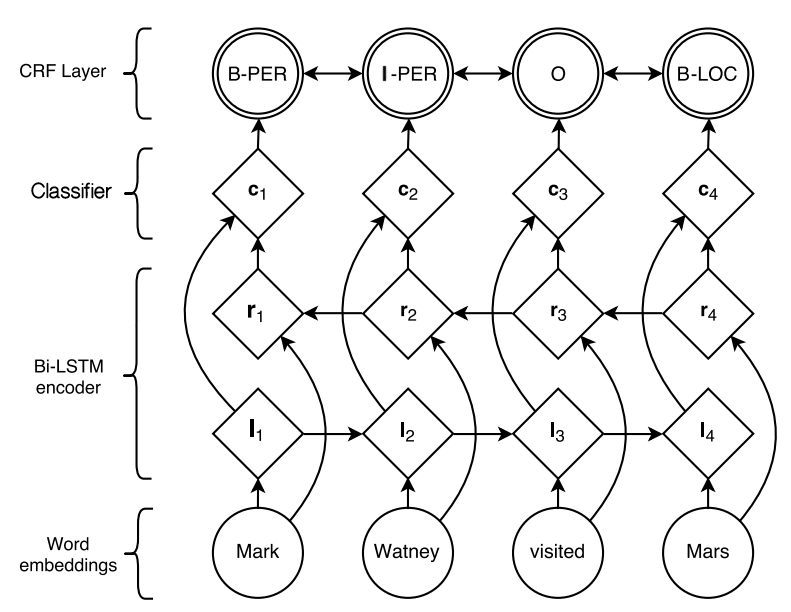 CRF Layer B-PER I-PER O B-LOC
Classifier c1 c2 c3 c4
r1 r2 r3 r4
Bi-LSTM
encoder
l1 l2 l3 l4
Word
embeddings
Mark Watney visited Mars